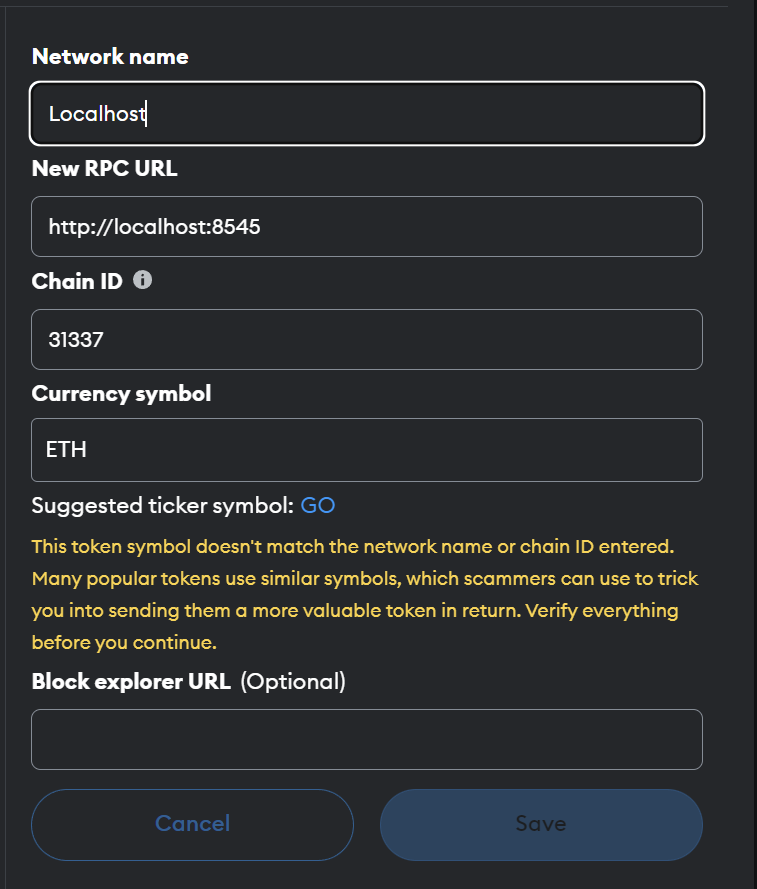 Network name
Localhost
New RPC URL
http://localhost:8545
Chain ID
31337
Currency symbol
ETH
Suggested ticker symbol: GO
This token symbol doesn't match the network name or chain ID entered.
Many popular tokens use similar symbols, which scammers can use to trick
you into sending them a more valuable token in return. Verify everything
before you continue.
Block explorer URL (Optional)
Cancel
Save